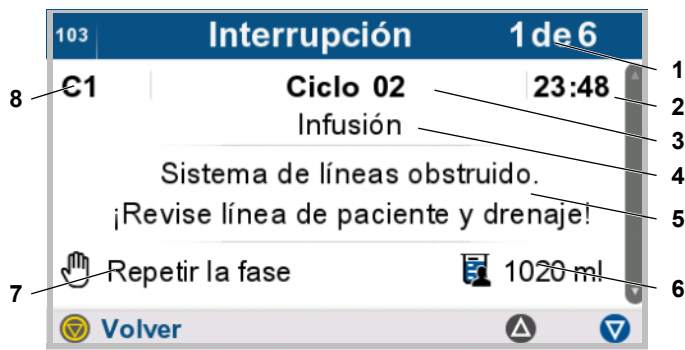 103 Interrupción 1 de 6
1
C1 Ciclo 02 23:48
8
2
3
Infusión
4
Sistema de líneas obstruido.
5
¡Revise línea de paciente y drenaje!
Repetir la fase 1020 ml
7
6
Volver